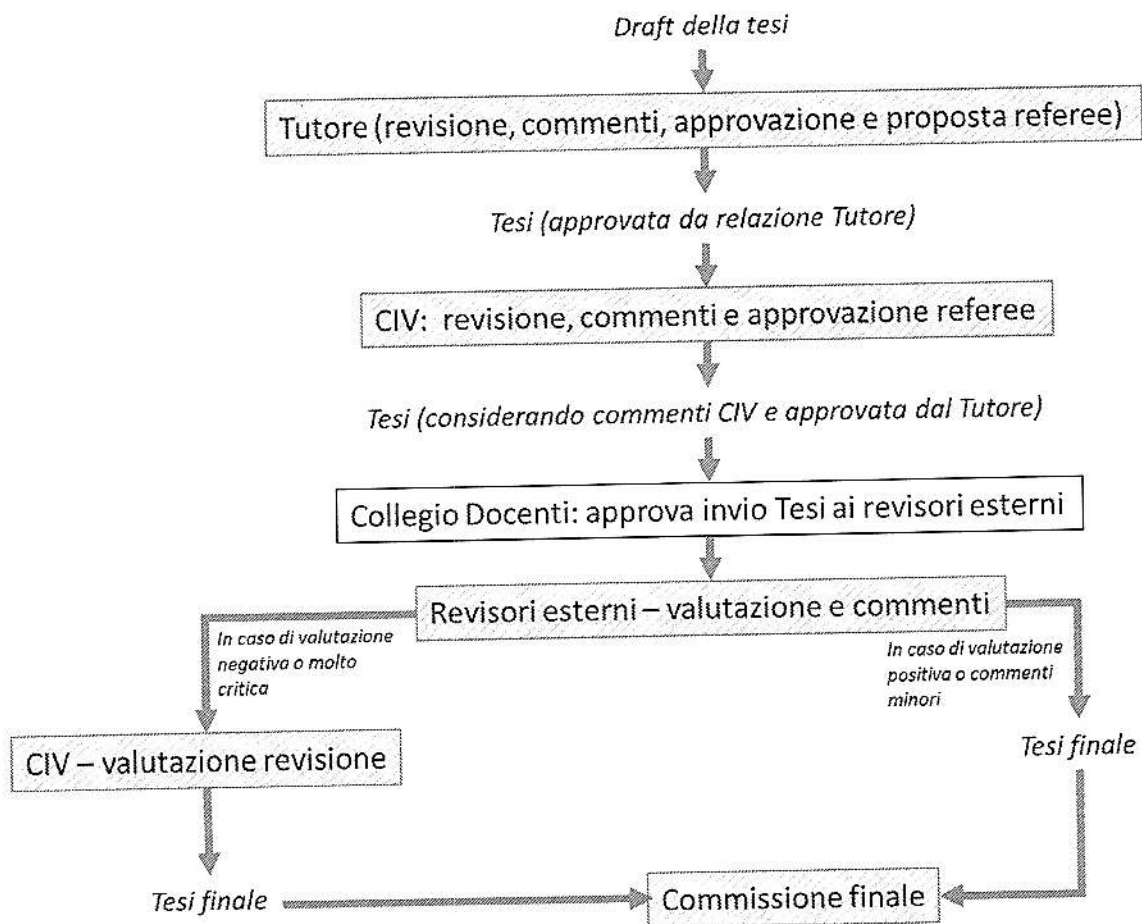 Draft della tesi
Tutore (revisione, commenti, approvazione e proposta referee)
Tesi (approvata da relazione Tutore)
CIV: revisione, commenti e approvazione referee
Tesi (considerando commenti CIV e approvata dal Tutore)
Collegio Docenti: approva invio Tesi ai revisori esterni
Revisori esterni – valutazione e commenti
In caso di valutazione
negativa o molto
critica
In caso di valutazione
positiva o commenti
minori
CIV – valutazione revisione
Tesi finale
Tesi finale
Commissione finale